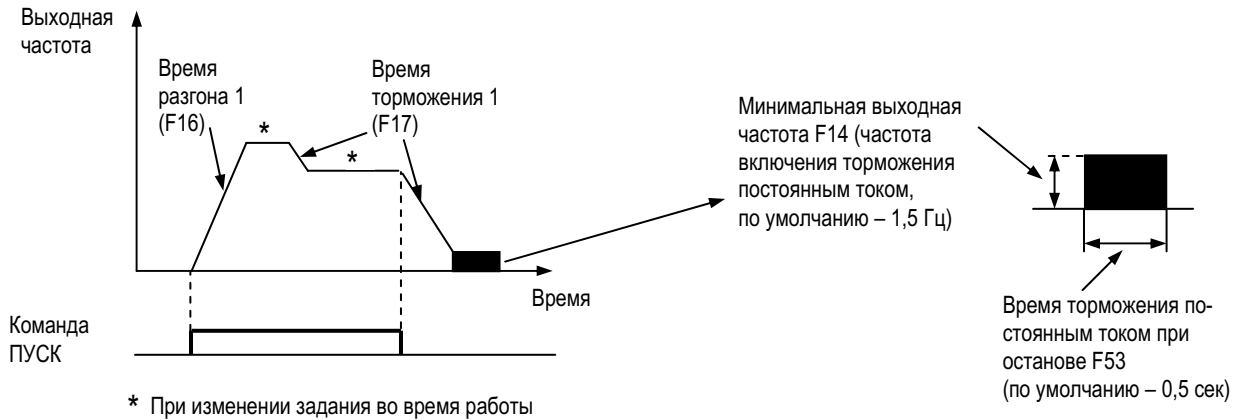 Выходная
частота
Время
разгона 1
(F16)
Время
торможения 1
(F17)
*
*
Время
Команда
ПУСК
* При изменении задания во время работы
Минимальная выходная
частота F14 (частота
включения торможения
постоянным током,
по умолчанию – 1,5 Гц)
Время торможения по-
стоянным током при
останове F53
(по умолчанию – 0,5 сек)